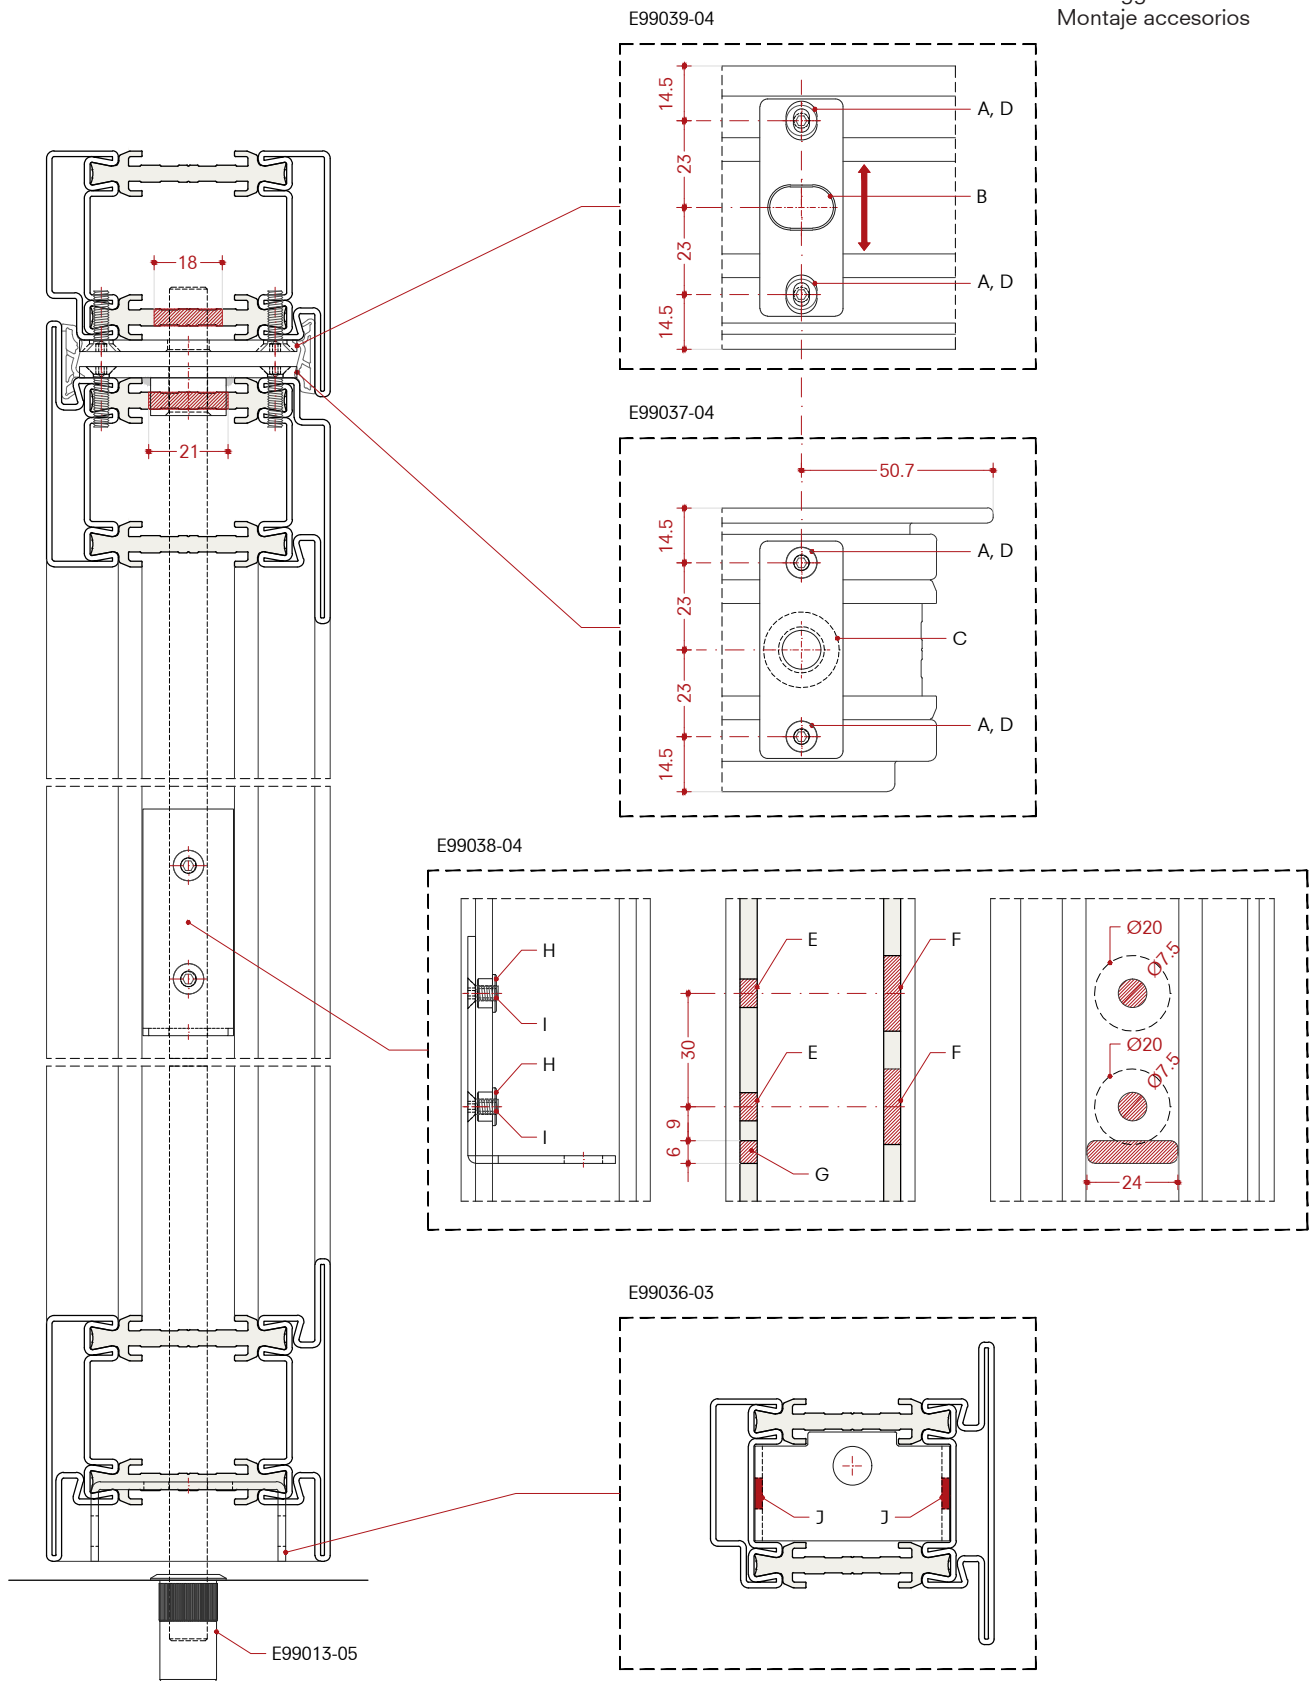 Montaje accesorios
E99039-04
14.5
A, D
23
B
23
A, D
14.5
18
21
E99037-04
50.7
14.5
A, D
23
C
23
A, D
14.5
E99038-04
H
I
H
I
E
F
30
E
F
9
6
G
Ø20
Ø7.5
Ø20
Ø7.5
24
E99036-03
J
J
E99013-05